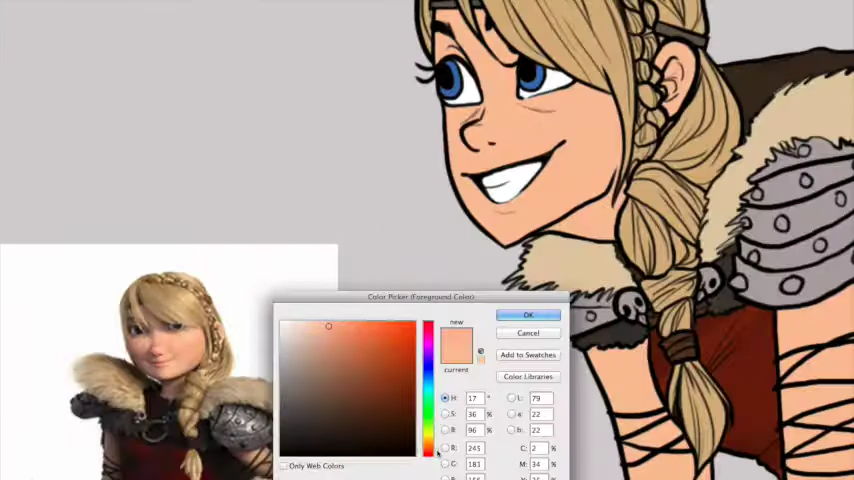 Color Picker (Foreground Color)
new
OK
Cancel
Add to Swatches
current
Color Libraries
H: 17 °
L: 79
S: 36 %
a: 22
B: 96 %
b: 22
R: 245
C: 2 %
G: 181
M: 34 %
Only Web Colors